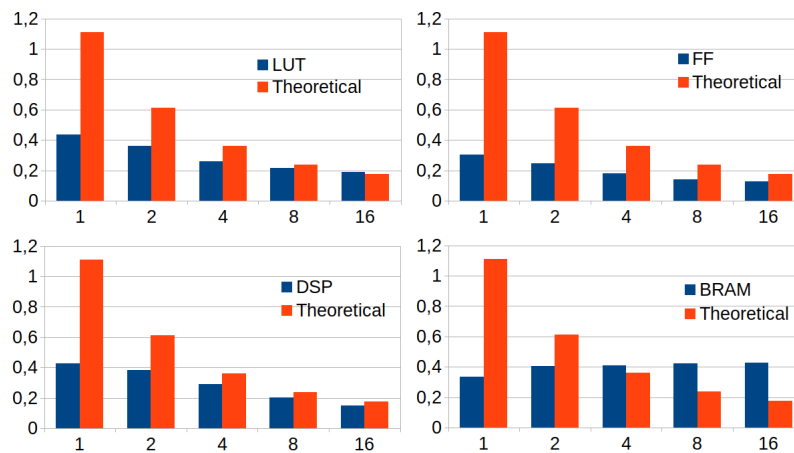 1,2
1
0,8
0,6
0,4
0,2
0
LUT
Theoretical
1 2 4 8 16
1,2
1
0,8
0,6
0,4
0,2
0
FF
Theoretical
1 2 4 8 16
1,2
1
0,8
0,6
0,4
0,2
0
DSP
Theoretical
1 2 4 8 16
1,2
1
0,8
0,6
0,4
0,2
0
BRAM
Theoretical
1 2 4 8 16